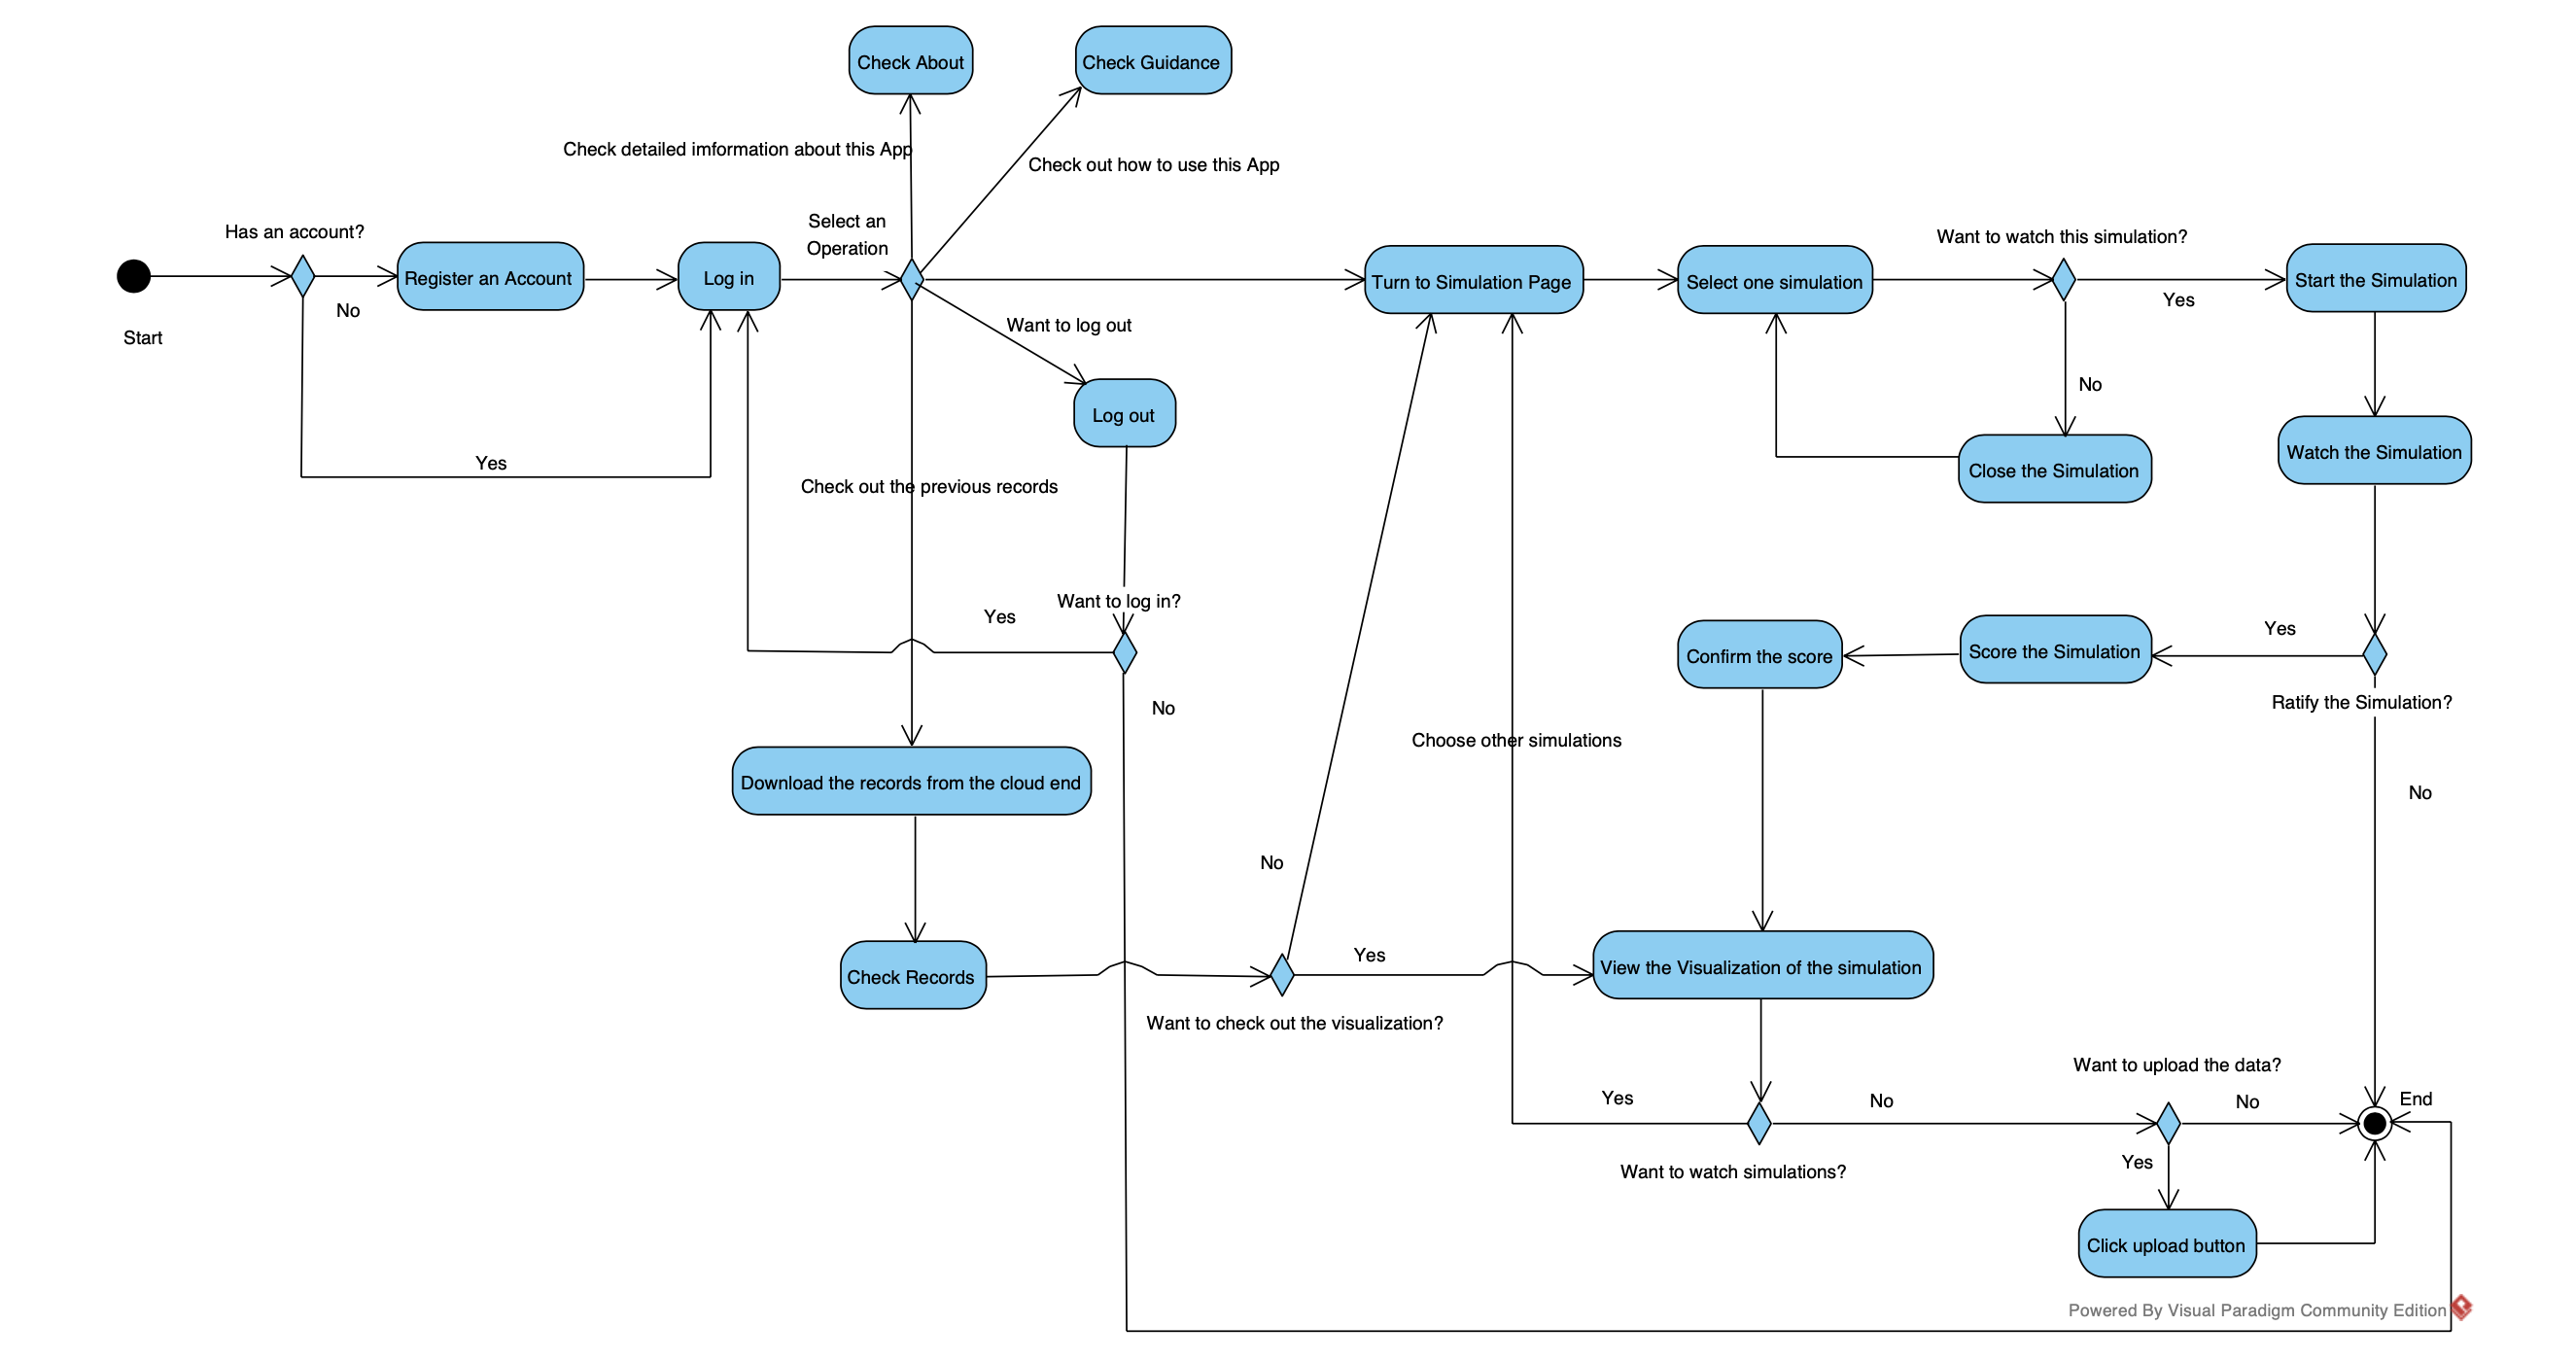 Check About
Check Guidance
Check detailed imformation about this App
Check out how to use this App
Select an
Operation
Has an account?
Want to watch this simulation?
Register an Account
Log in
Turn to Simulation Page
Select one simulation
Start the Simulation
No
Yes
Start
Want to log out
No
Log out
Watch the Simulation
Yes
Close the Simulation
Check out the previous records
Want to log in?
Yes
Yes
Score the Simulation
Confirm the score
Ratify the Simulation?
No
Choose other simulations
Download the records from the cloud end
No
No
Yes
View the Visualization of the simulation
Check Records
Want to check out the visualization?
Want to upload the data?
Yes
No
No
End
Yes
Want to watch simulations?
Click upload button
Powered By Visual Paradigm Community Edition